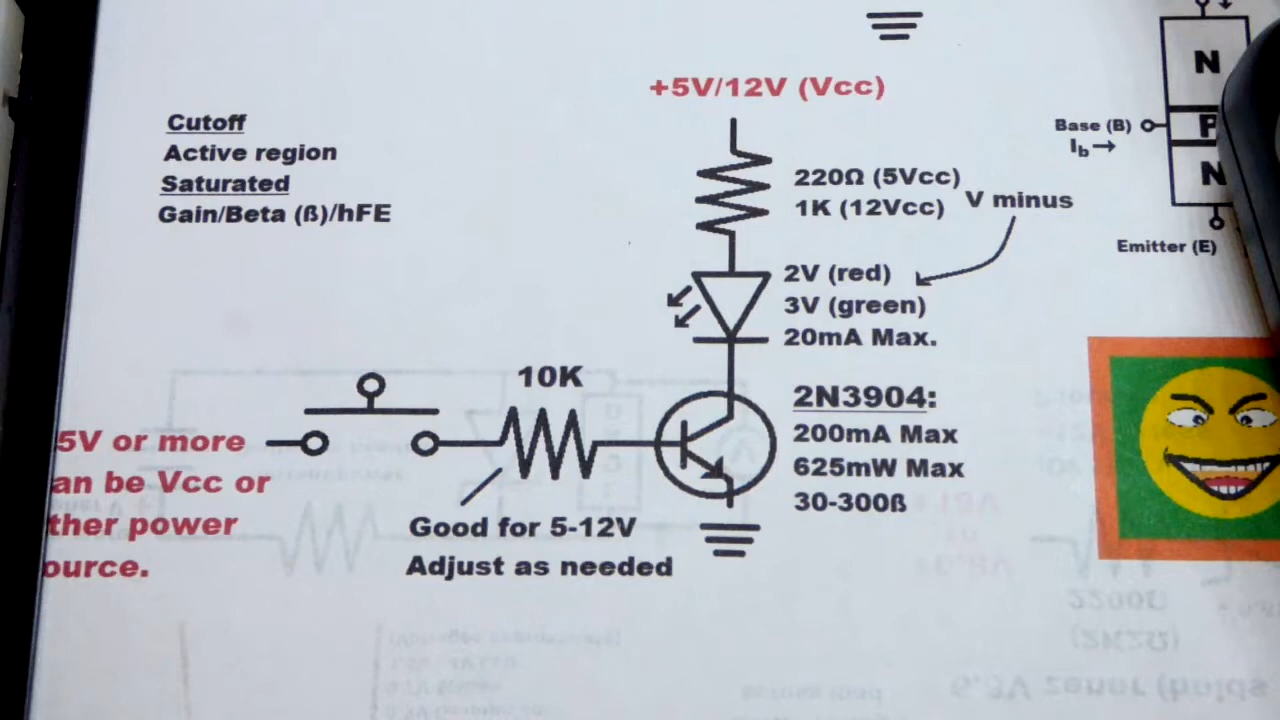 +5V/12V (Vcc)
Cutoff
Active region
Saturated
Gain/Beta (ß)/hFE
220Ω (5Vcc)
1K (12Vcc)
V minus
2V (red)
3V (green)
20mA Max.
N
P
N
Base (B)
Ib→
Emitter (E)
10K
5V or more
an be Vcc or
ther power
ource.
Good for 5-12V
Adjust as needed
2N3904:
200mA Max
625mW Max
30-300ß